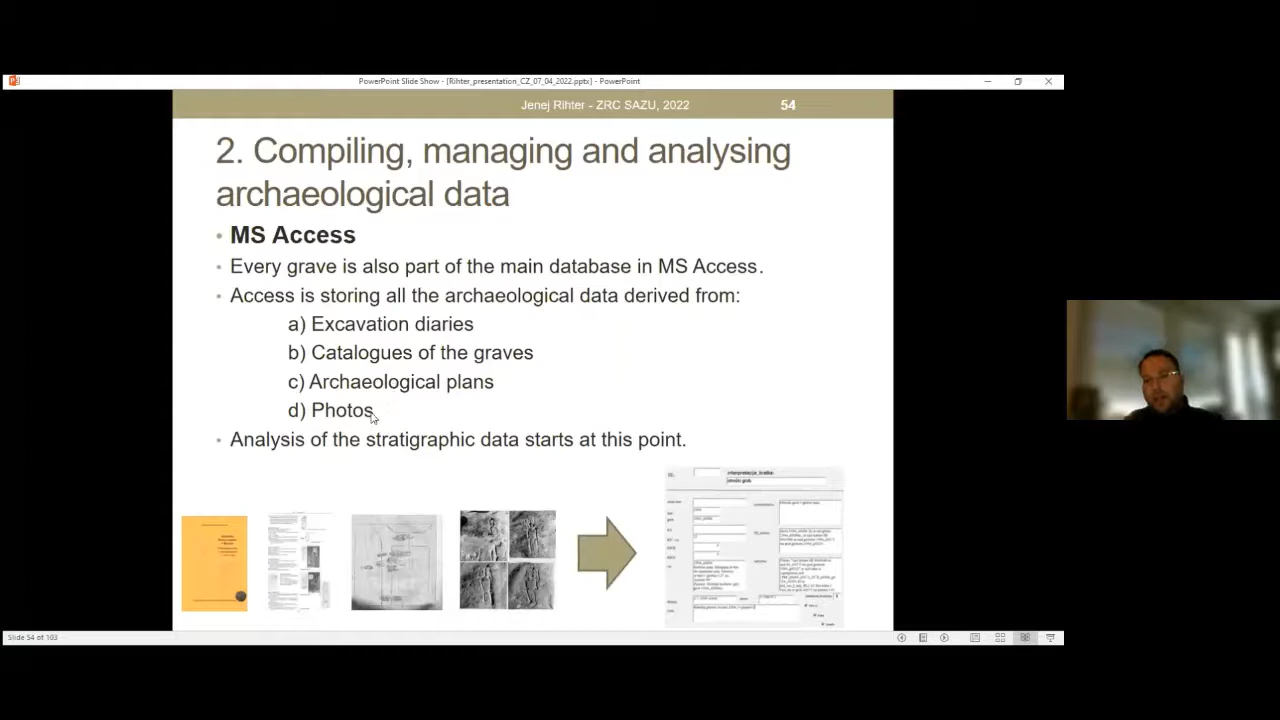 PowerPoint Slide Show - [Rihter_presentation_CZ_07_04_2022.pptx] - PowerPoint
Jenej Rihter - ZRC SAZU, 2022 54
2. Compiling, managing and analysing
archaeological data
• MS Access
• Every grave is also part of the main database in MS Access.
• Access is storing all the archaeological data derived from:
a) Excavation diaries
b) Catalogues of the graves
c) Archaeological plans
d) Photos
• Analysis of the stratigraphic data starts at this point.
Slide 54 of 103